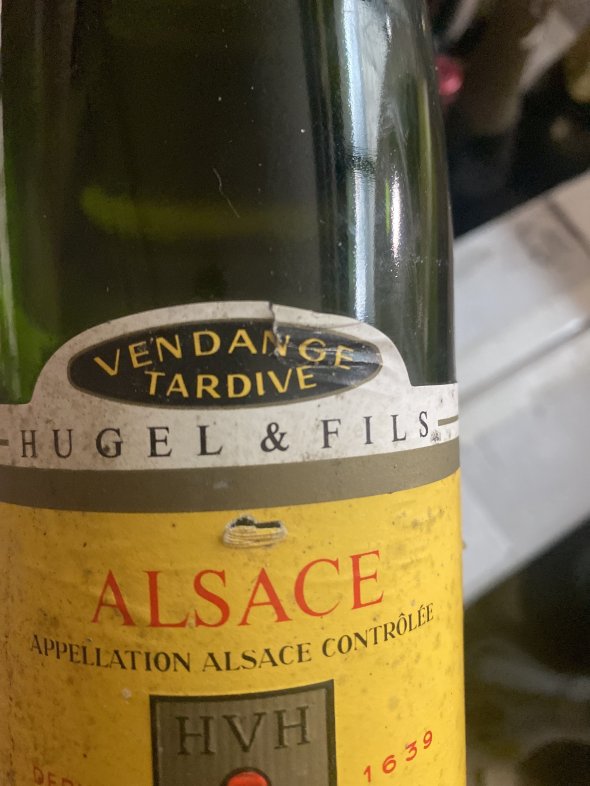 VENDANGE
TARDIVE
HUGEL & FILS
ALSACE
APPELLATION ALSACE CONTRÔLÉE
HVH
1639